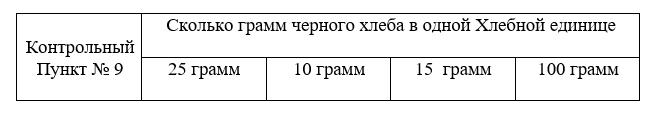 Сколько грамм черного хлеба в одной Хлебной единице
Контрольный
Пункт № 9
25 грамм 10 грамм 15 грамм 100 грамм